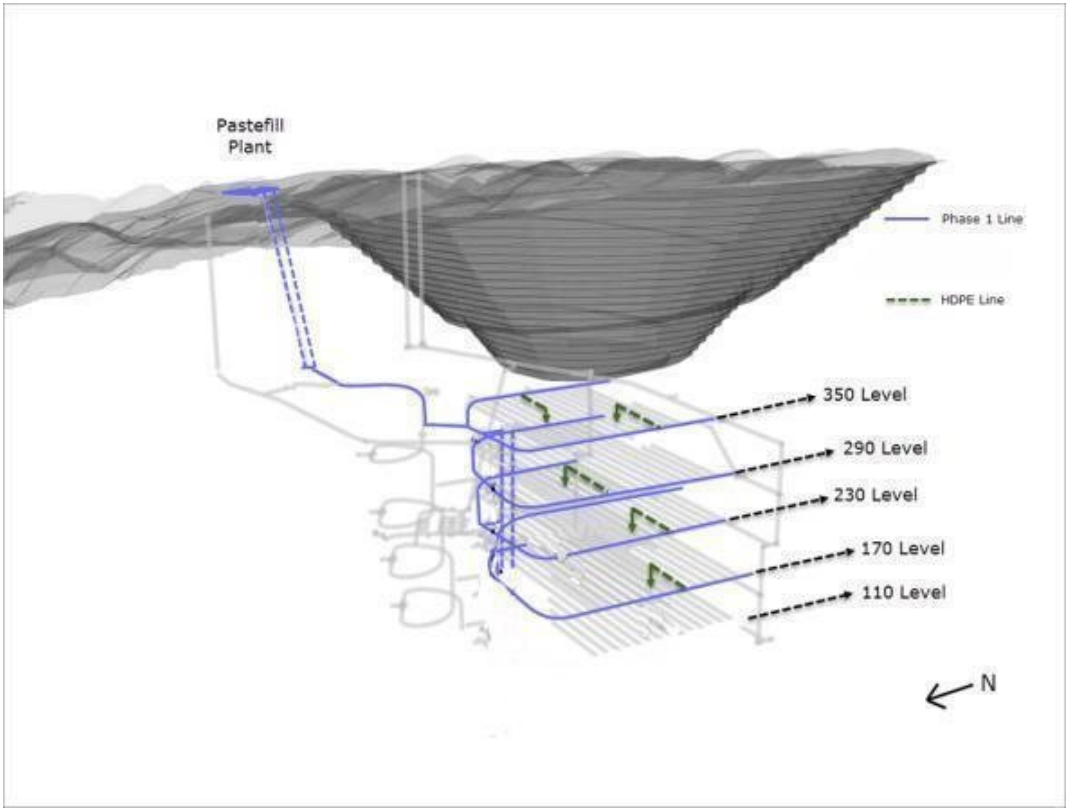 Pastefill
Plant
Phase 1 Line
HDPE Line
350 Level
290 Level
230 Level
170 Level
110 Level
N